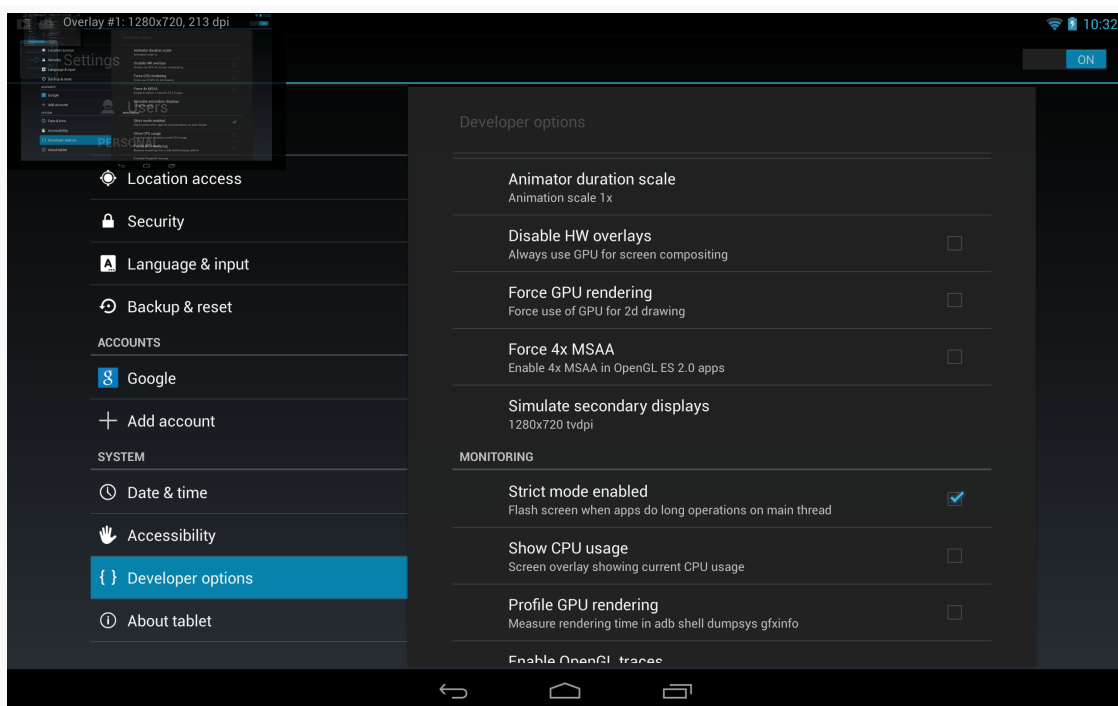 Overlay #1: 1280x720, 213 dpi
10:32
Settings
ON
Users
PERSONAL
Location access
Security
Language & input
Backup & reset
ACCOUNTS
Google
Add account
SYSTEM
Date & time
Accessibility
{ } Developer options
About tablet
Developer options
Animator duration scale
Animation scale 1x
Disable HW overlays
Always use GPU for screen compositing
Force GPU rendering
Force use of GPU for 2d drawing
Force 4x MSAA
Enable 4x MSAA in OpenGL ES 2.0 apps
Simulate secondary displays
1280x720 tvdpi
MONITORING
Strict mode enabled
Flash screen when apps do long operations on main thread
Show CPU usage
Screen overlay showing current CPU usage
Profile GPU rendering
Measure rendering time in adb shell dumpsys gfxinfo
Enable OpenGL traces